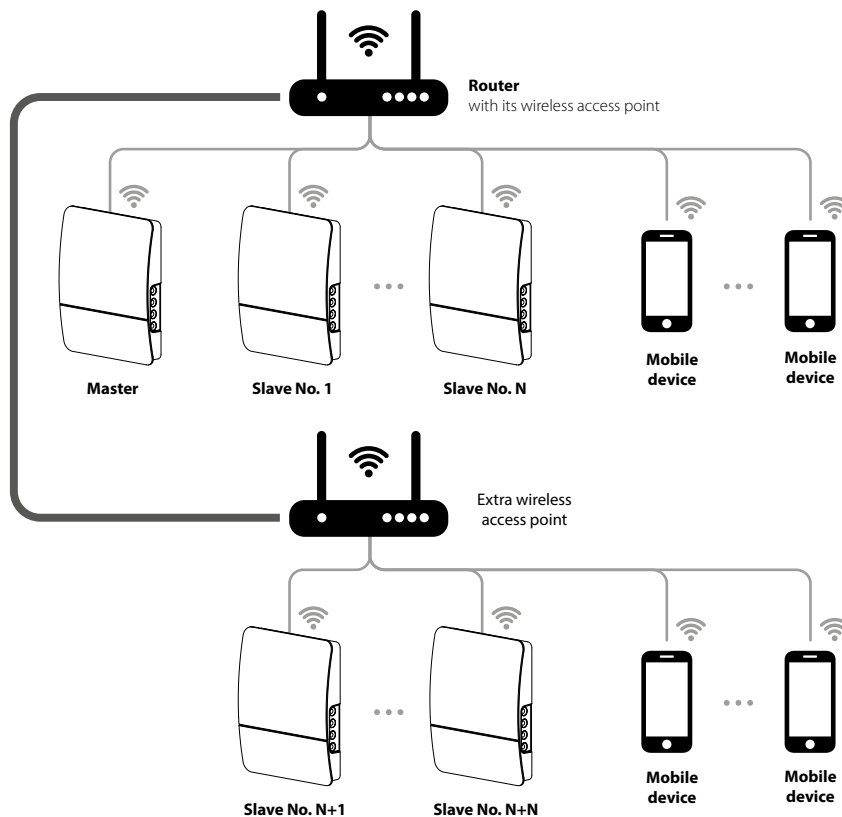 Router
with its wireless access point
Master
Slave No. 1
Slave No. N
Mobile
device
Mobile
device
Extra wireless
access point
Slave No. N+1
Slave No. N+N
Mobile
device
Mobile
device